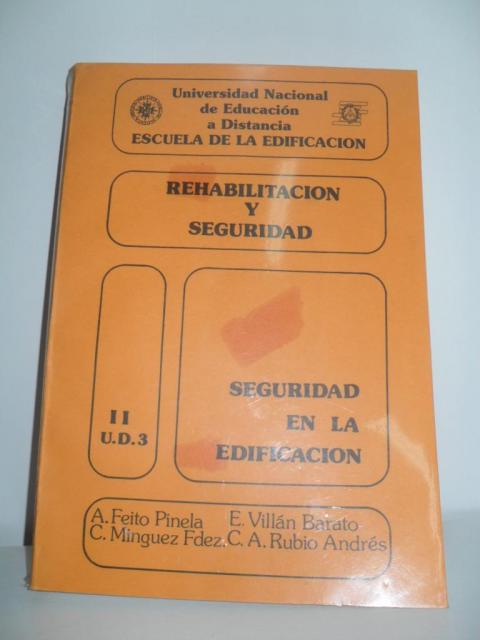 Universidad Nacional
de Educación
a Distancia
ESCUELA DE LA EDIFICACION
REHABILITACION
Y
SEGURIDAD
II
U.D.3
SEGURIDAD
EN LA
EDIFICACION
A. Feito Pinela E. Villán Barato
C. Minguez Fdez. C. A. Rubio Andrés